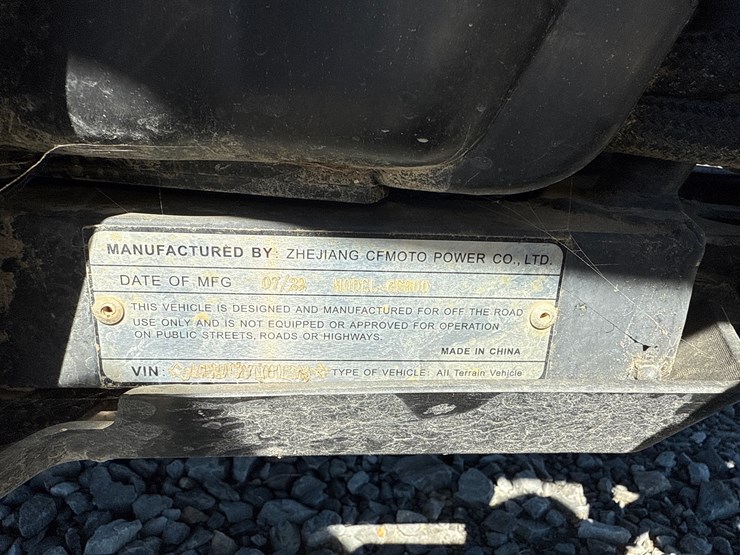 MANUFACTURED BY: ZHEJIANG CFMOTO POWER CO., LTD.
DATE OF MFG
THIS VEHICLE IS DESIGNED AND MANUFACTURED FOR OFF THE ROAD
USE ONLY AND IS NOT EQUIPPED OR APPROVED FOR OPERATION
ON PUBLIC STREETS, ROADS OR HIGHWAYS.
MADE IN CHINA
VIN: TYPE OF VEHICLE: All Terrain Vehicle